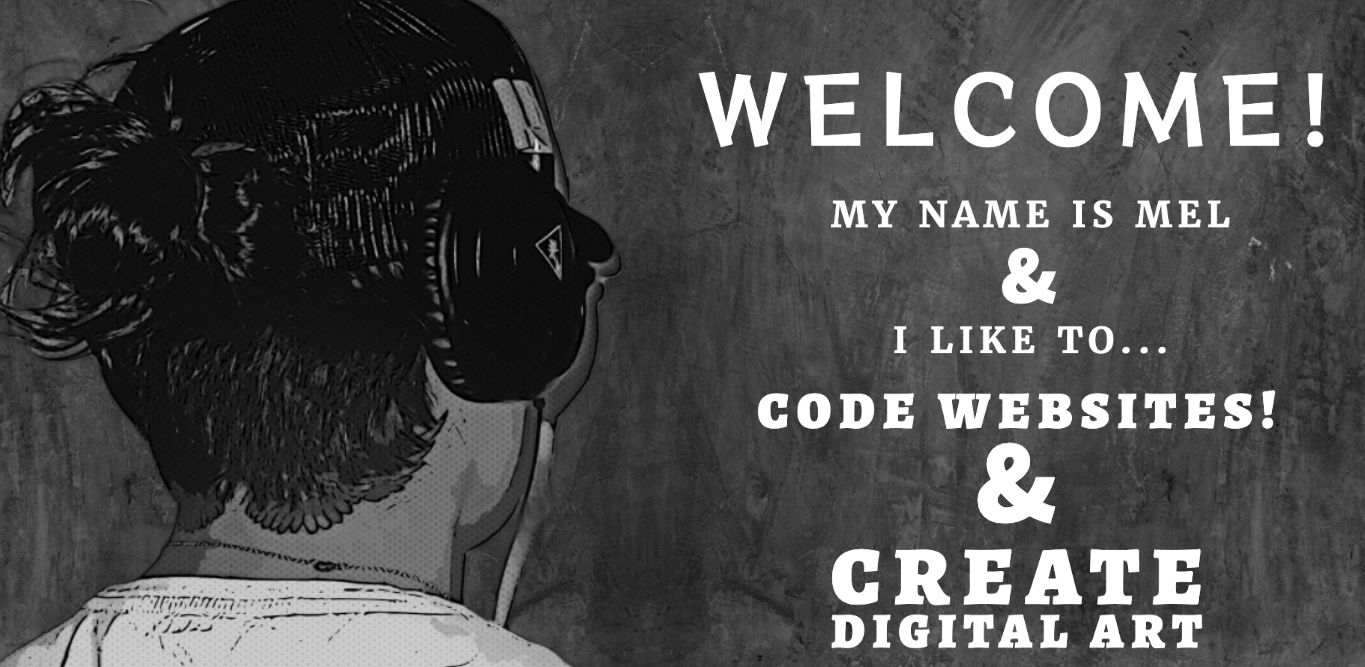 WELCOME!
MY NAME IS MEL
&
I LIKE TO...
CODE WEBSITES!
&
CREATE
DIGITAL ART